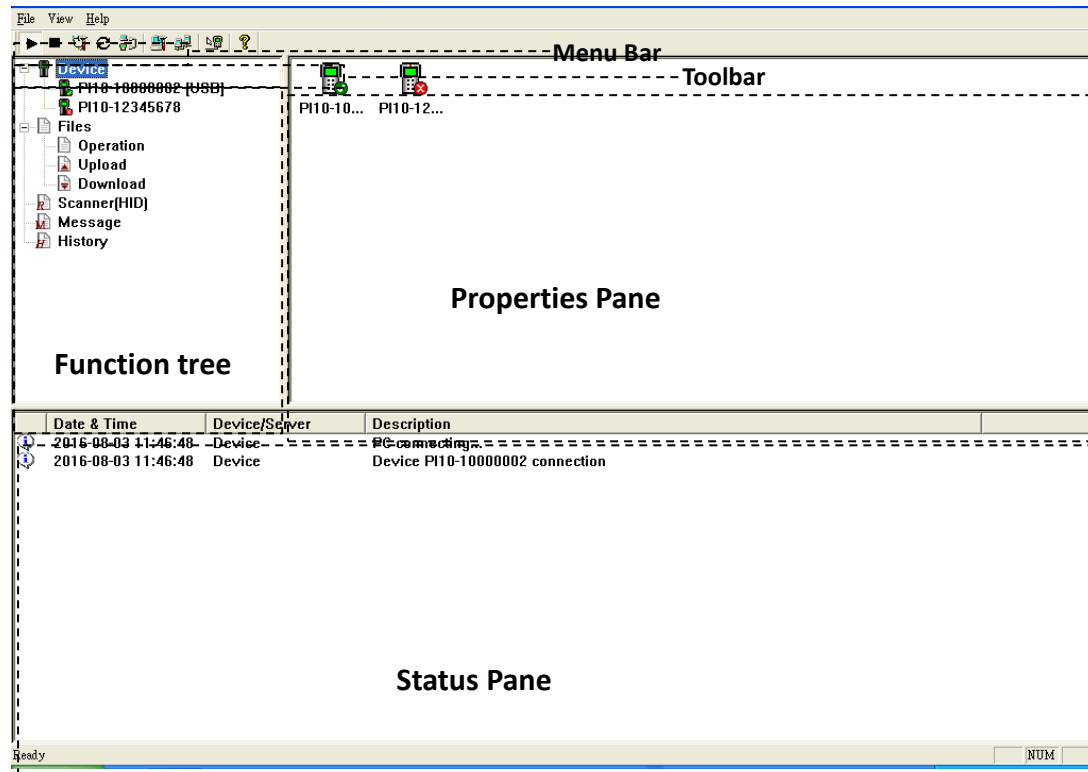 File View Help
Menu Bar
Device
Toolbar
PI10-10000002 [USB]
PI10-12345678
PI10-10... PI10-12...
Files
Operation
Upload
Download
Scanner(HID)
Message
History
Properties Pane
Function tree
Date & Time Device/Server Description
2016-08-03 11:46:48 Device PC connecting...
2016-08-03 11:46:48 Device Device PI10-10000002 connection
Status Pane
Ready NUM